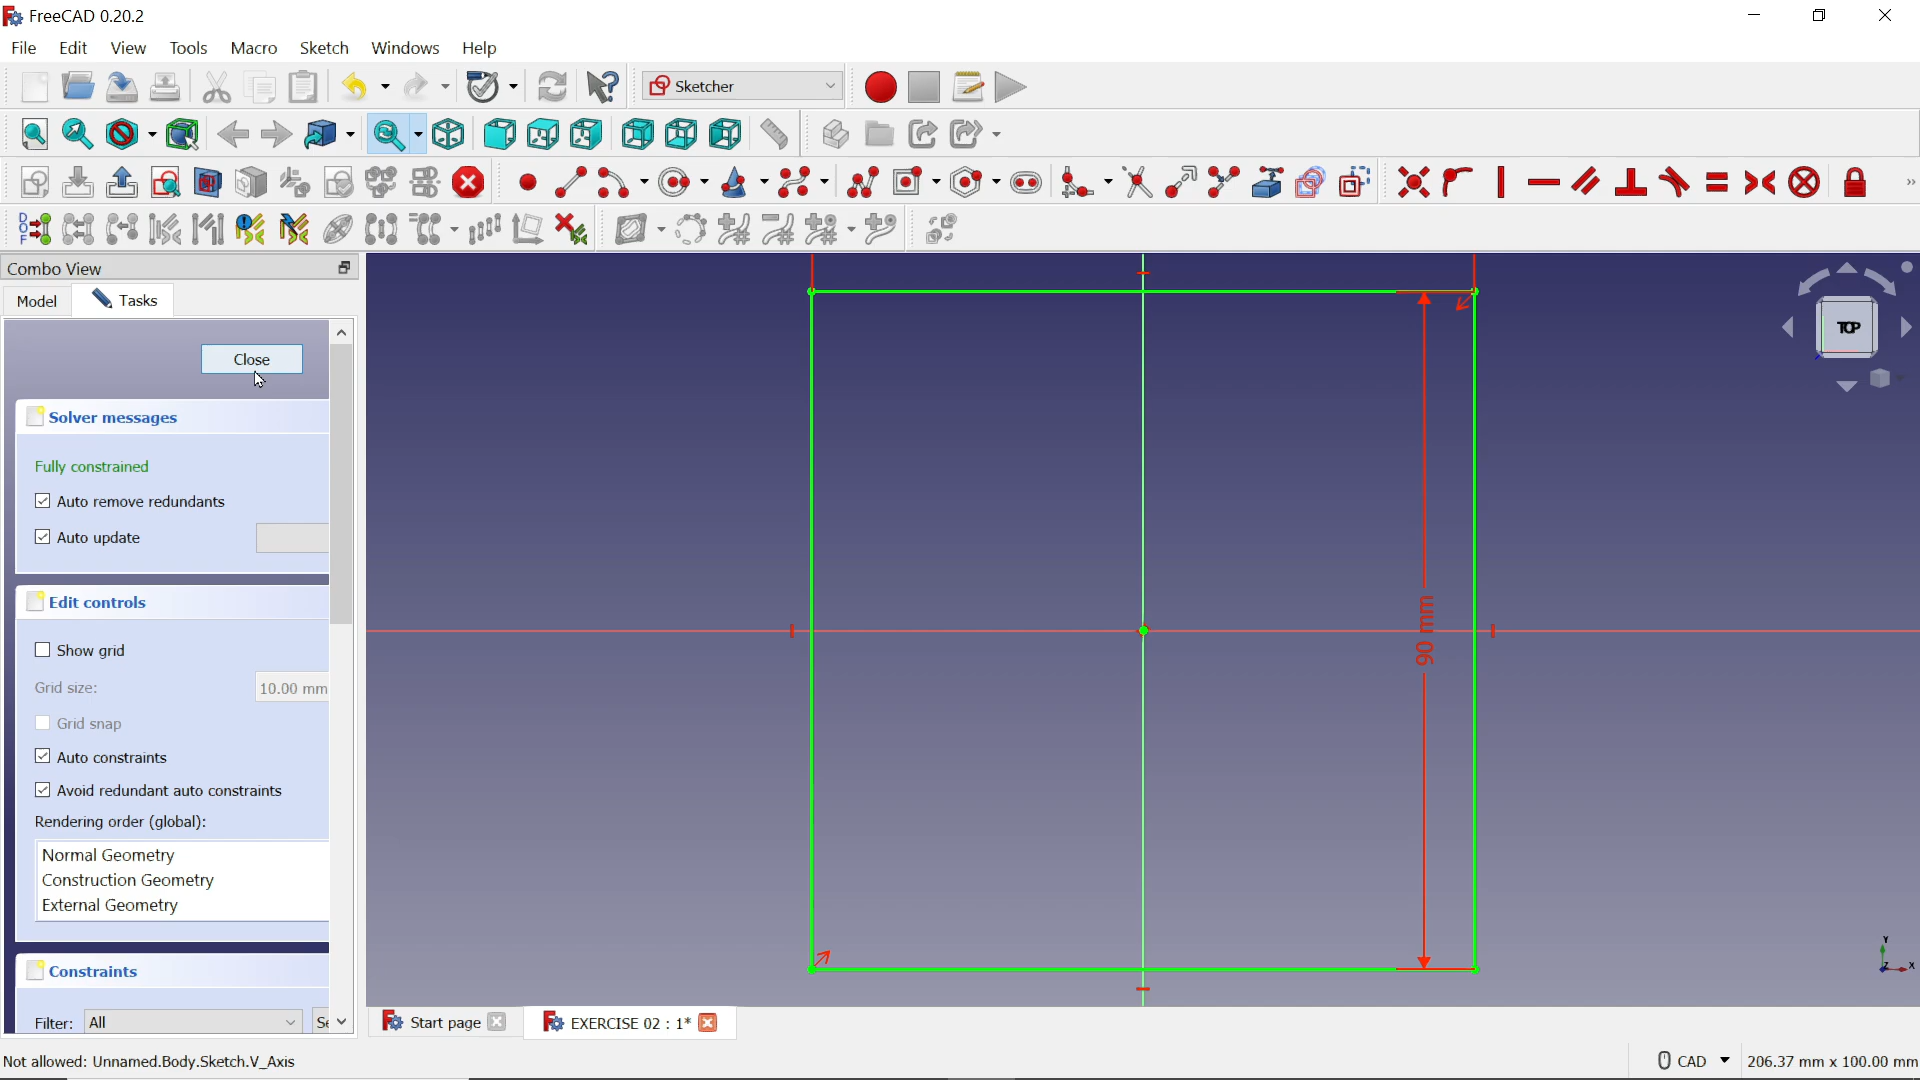 FreeCAD 0.20.2
File Edit View Tools Macro Sketch Windows Help
Sketcher
DOF
Combo View
Model Tasks
Close
Solver messages
Fully constrained
Auto remove redundants
Auto update
Edit controls
Show grid
Grid size: 10.00 mm
Grid snap
Auto constraints
Avoid redundant auto constraints
Rendering order (global):
Normal Geometry
Construction Geometry
External Geometry
Constraints
Filter: All Se
90 mm
TOP
Y
Z X
Start page EXERCISE 02 : 1*
Not allowed: Unnamed.Body.Sketch.V_Axis
CAD 206.37 mm x 100.00 mm